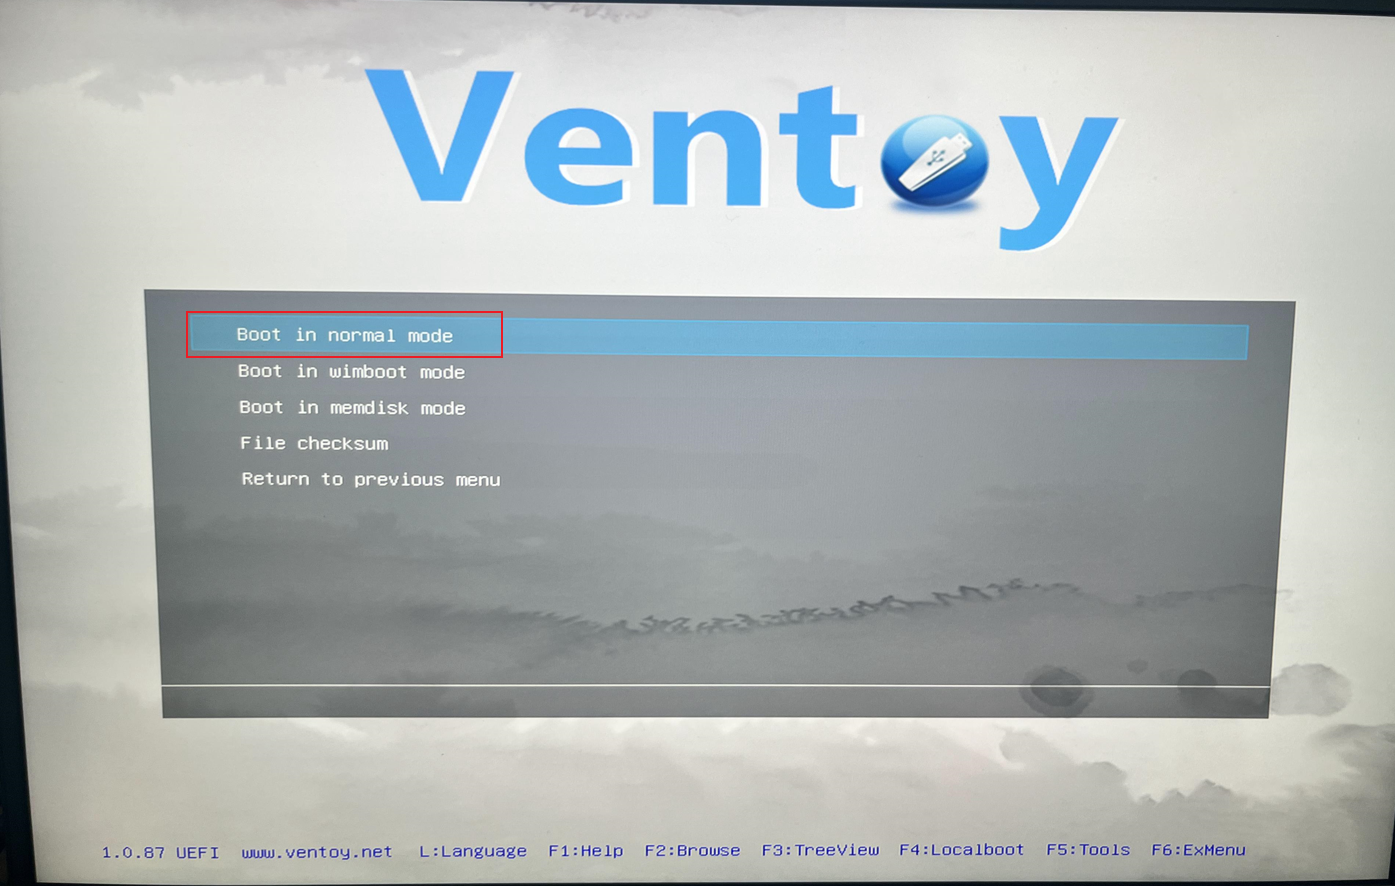 Ventoy
Boot in normal mode
Boot in wimboot mode
Boot in memdisk mode
File checksum
Return to previous menu
1.0.87 UEFI www.ventoy.net L:Language F1:Help F2:Browse F3:TreeView F4:Localboot F5:Tools F6:ExMenu